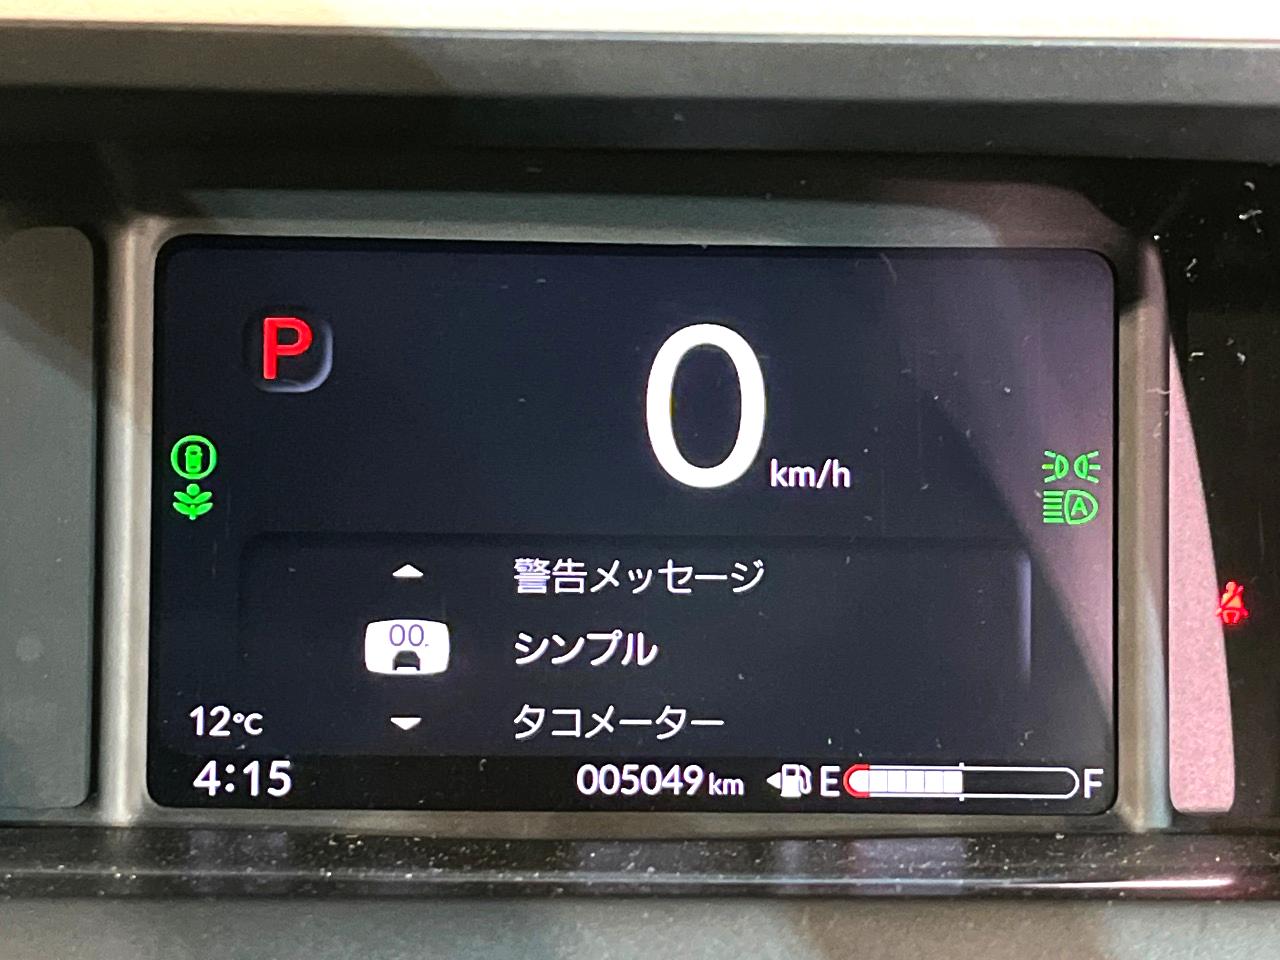 P
0
km/h
A
警告メッセージ
00.
シンプル
タコメーター
12℃
4:15
005049km
E
F